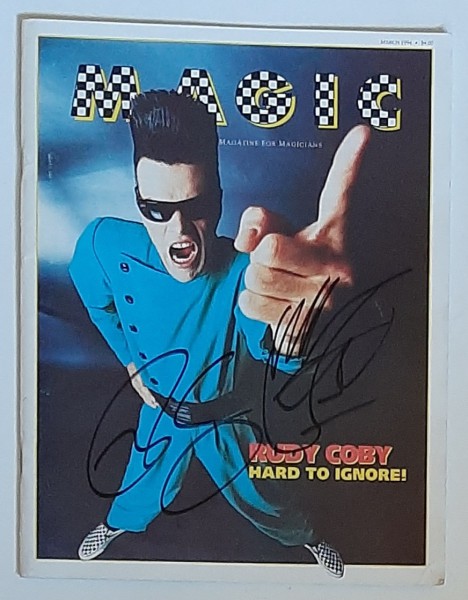 MARCH 1994 • $4.00
MAGIC
MAGAZINE FOR MAGICIANS
RUDY COBY
HARD TO IGNORE!